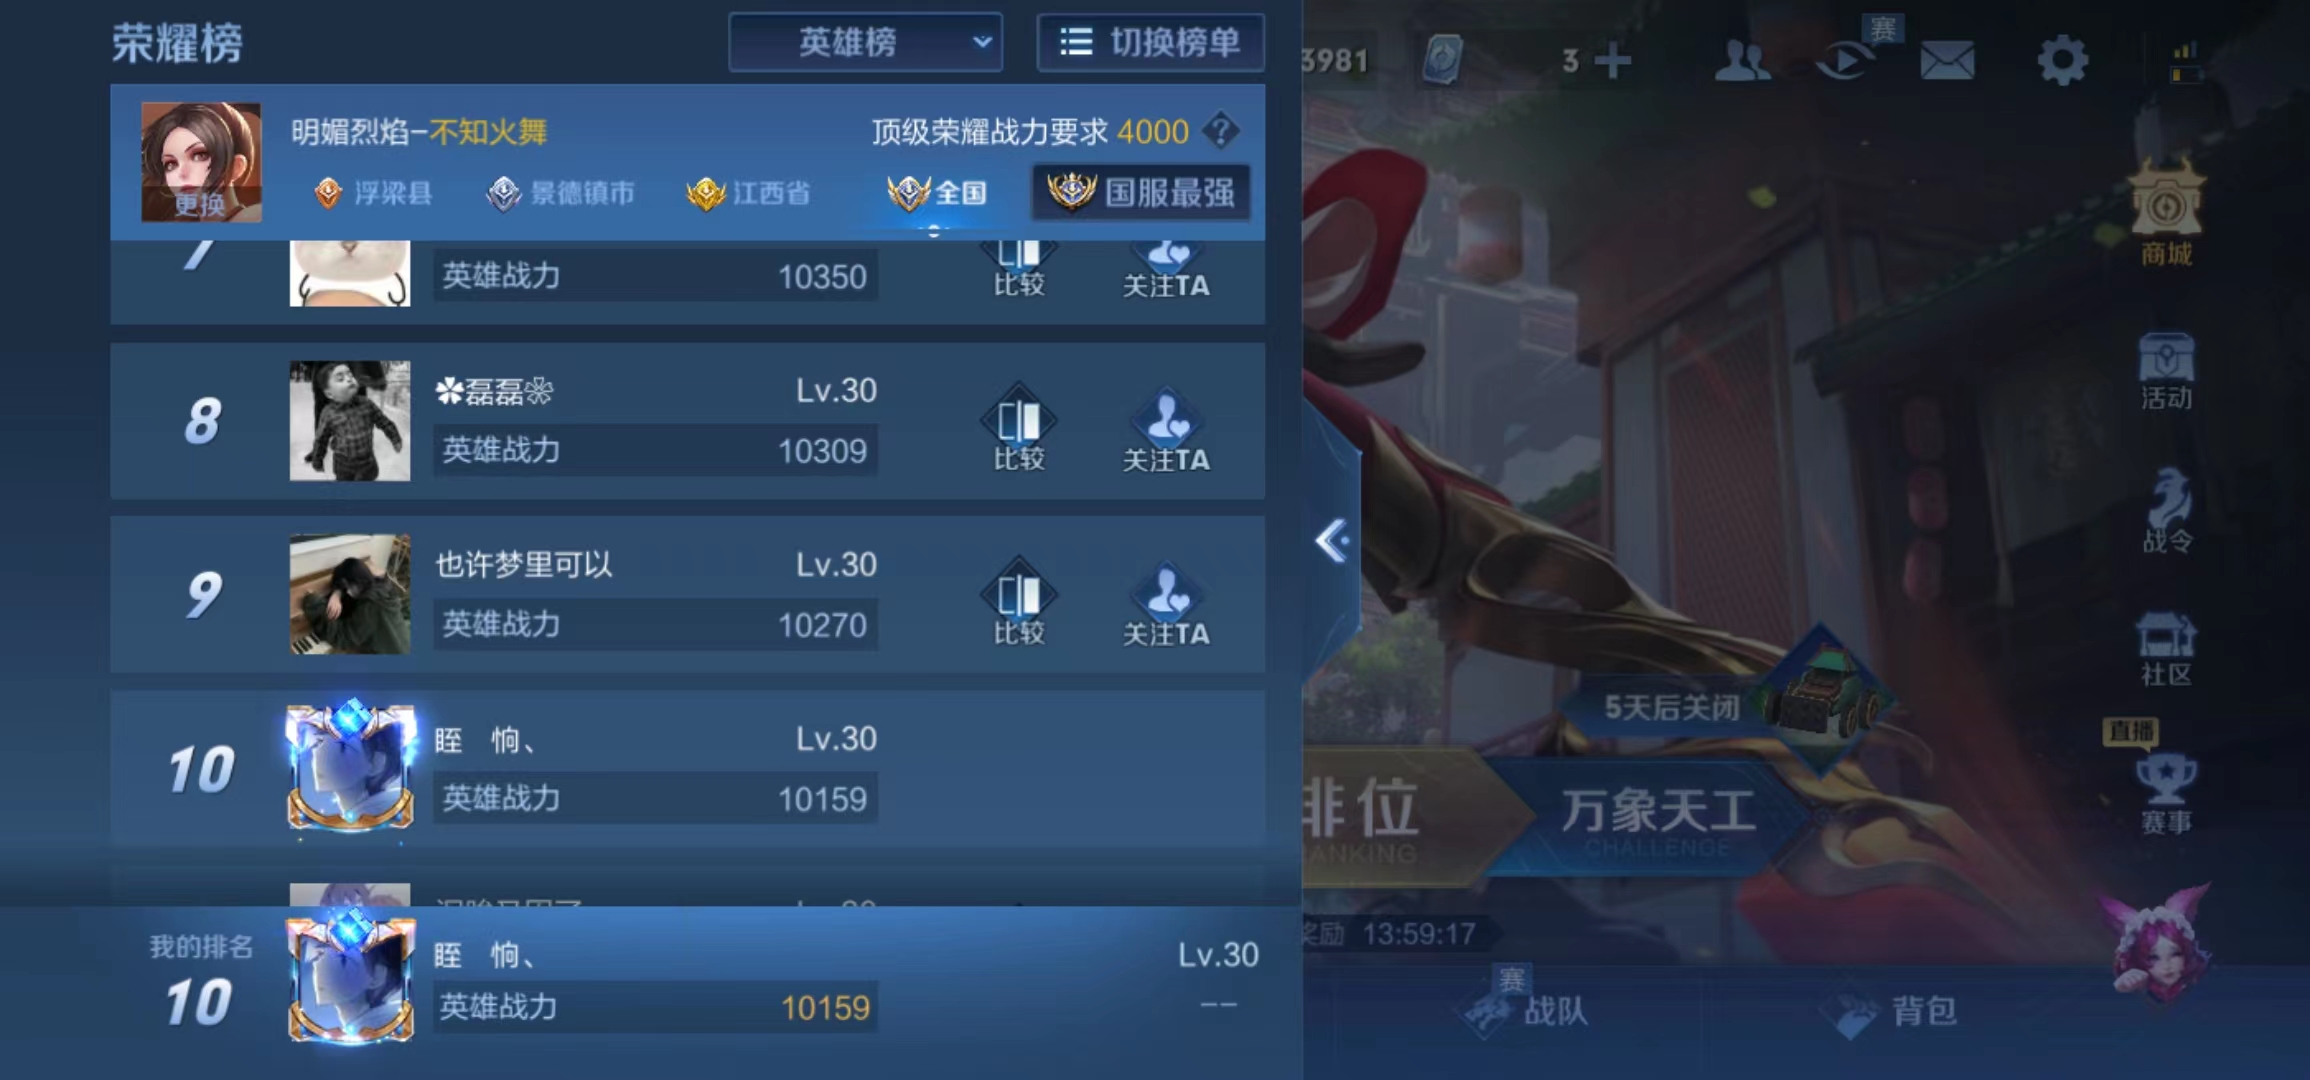 荣耀榜
英雄榜
切换榜单
3981
3
赛
更换
明媚烈焰-不知火舞
顶级荣耀战力要求 4000
?
浮梁县
景德镇市
江西省
全国
国服最强
7
英雄战力 10350
比较
关注TA
8
✽磊磊❊
Lv.30
英雄战力 10309
比较
关注TA
9
也许梦里可以
Lv.30
英雄战力 10270
比较
关注TA
10
眰 恦、
Lv.30
英雄战力 10159
我的排名
10
眰 恦、
Lv.30
英雄战力 10159
--
商城
活动
战令
社区
直播
赛事
5天后关闭
排位
RANKING
万象天工
CHALLENGE
奖励 13:59:17
赛
战队
背包